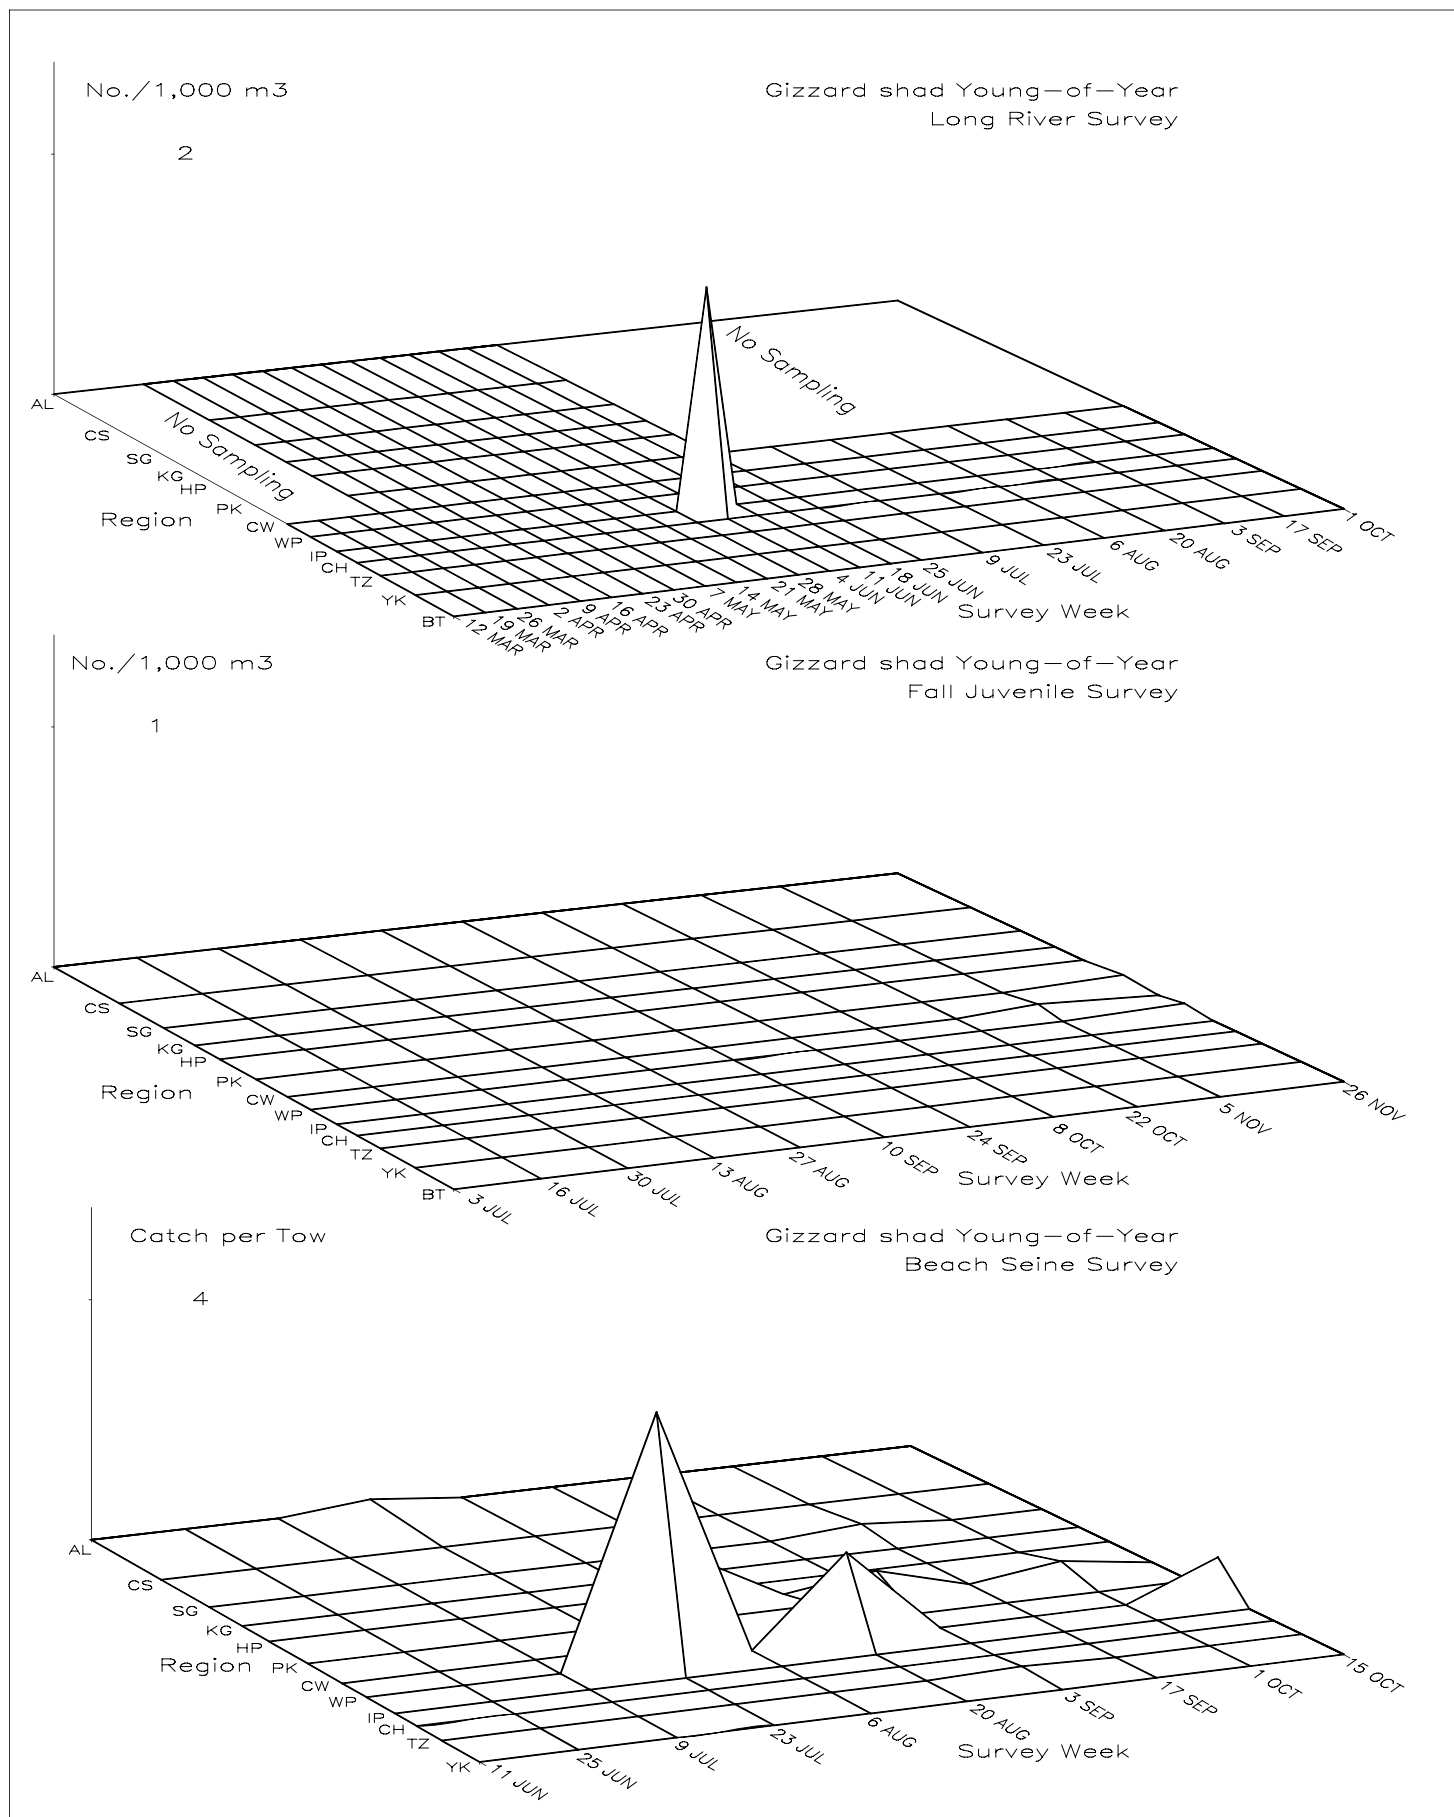 No./1,000 m3
Gizzard shad Young-of-Year
Long River Survey
2
No Sampling
AL
No Sampling
CS
SG
KG
HP
PK
Region
CW
WP
IP
CH
TZ
YK
BT
12 MAR
19 MAR
26 MAR
2 APR
9 APR
16 APR
23 APR
30 APR
7 MAY
14 MAY
21 MAY
28 MAY
4 JUN
11 JUN
18 JUN
25 JUN
9 JUL
23 JUL
6 AUG
20 AUG
3 SEP
17 SEP
1 OCT
Survey Week
No./1,000 m3
Gizzard shad Young-of-Year
Fall Juvenile Survey
1
AL
CS
SG
KG
HP
PK
Region
CW
WP
IP
CH
TZ
YK
BT
3 JUL
16 JUL
30 JUL
13 AUG
27 AUG
10 SEP
24 SEP
8 OCT
22 OCT
5 NOV
26 NOV
Survey Week
Catch per Tow
Gizzard shad Young-of-Year
Beach Seine Survey
4
AL
CS
SG
KG
HP
Region
PK
CW
WP
IP
CH
TZ
YK
11 JUN
25 JUN
9 JUL
23 JUL
6 AUG
20 AUG
3 SEP
17 SEP
1 OCT
15 OCT
Survey Week